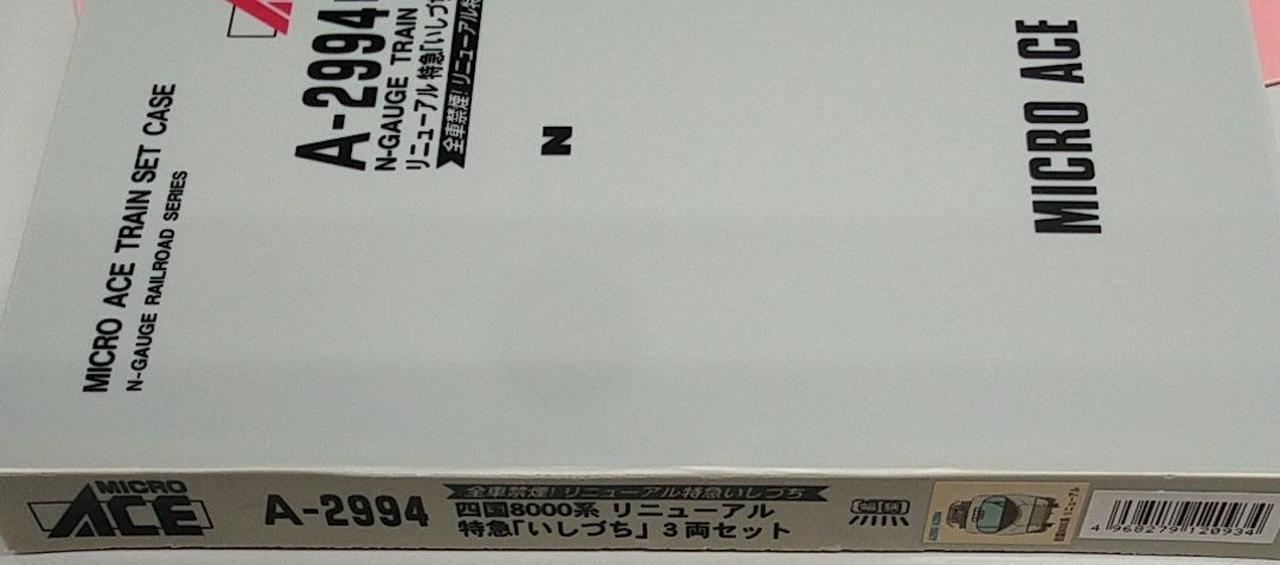 MICRO ACE TRAIN SET CASE
N-GAUGE RAILROAD SERIES
A-2994
N-GAUGE TRAIN
リニューアル 特急「いしづち
全車禁煙! リニューアル特
N
MICRO ACE
MICRO
ACE
A-2994
全車禁煙! リニューアル特急いしづち
四国8000系 リニューアル
特急「いしづち」3両セット
4 968279 120934